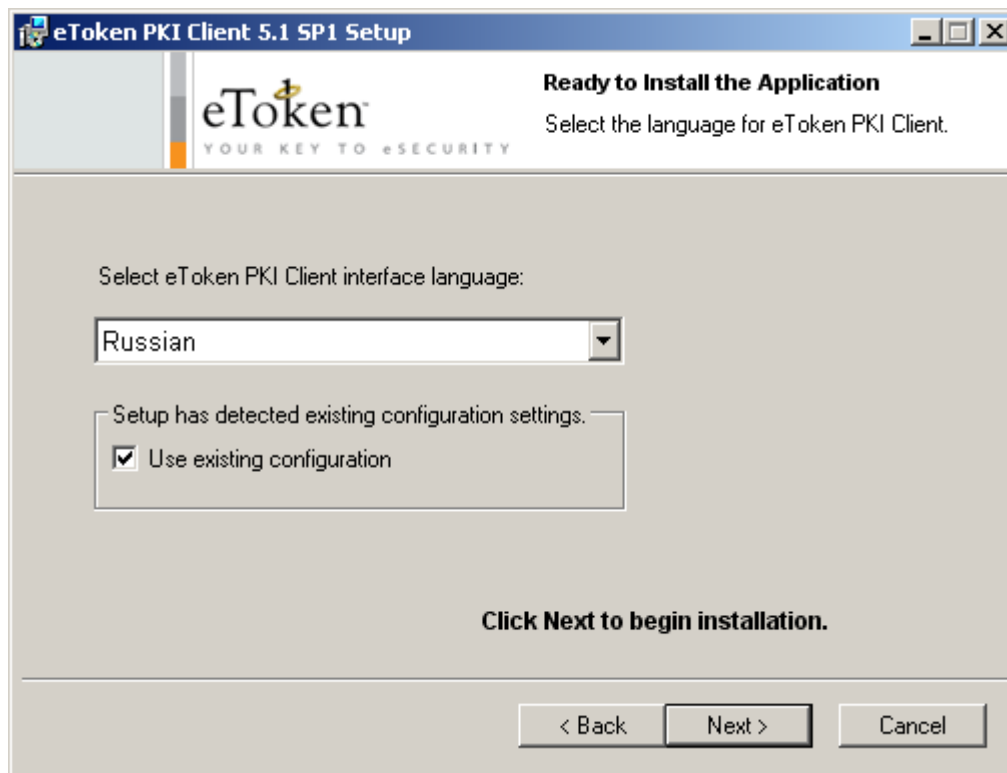 eToken PKI Client 5.1 SP1 Setup
eToken
YOUR KEY TO eSECURITY
Ready to Install the Application
Select the language for eToken PKI Client.
Select eToken PKI Client interface language:
Russian
Setup has detected existing configuration settings.
Use existing configuration
Click Next to begin installation.
< Back Next > Cancel